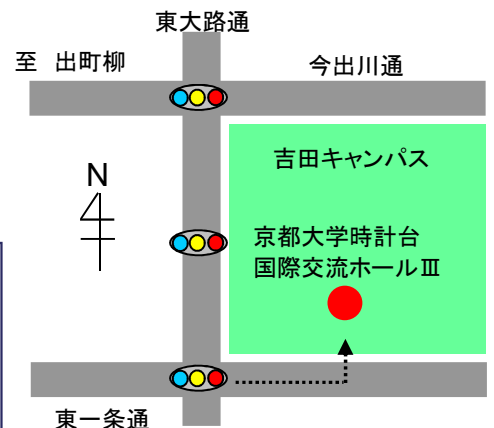 東大路通
至 出町柳
今出川通
吉田キャンパス
N
京都大学時計台
国際交流ホールⅢ
東一条通